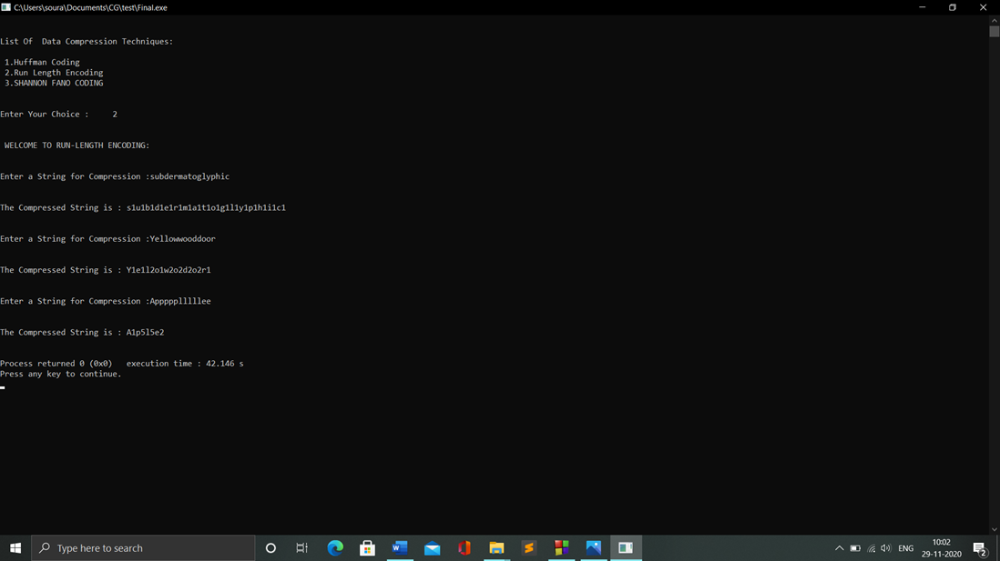 C:\Users\soura\Documents\CG\test\Final.exe
List Of  Data Compression Techniques:
1.Huffman Coding
2.Run Length Encoding
3.SHANNON FANO CODING
Enter Your Choice :     2
WELCOME TO RUN-LENGTH ENCODING:
Enter a String for Compression :subdermatoglyphic
The Compressed String is : s1u1b1d1e1r1m1a1t1o1g1l1y1p1h1i1c1
Enter a String for Compression :Yellowwooddoor
The Compressed String is : Y1e1l2o1w2o2d2o2r1
Enter a String for Compression :Appppplllllee
The Compressed String is : A1p5l5e2
Process returned 0 (0x0)   execution time : 42.146 s
Press any key to continue.
Type here to search
ENG
10:02
29-11-2020
2